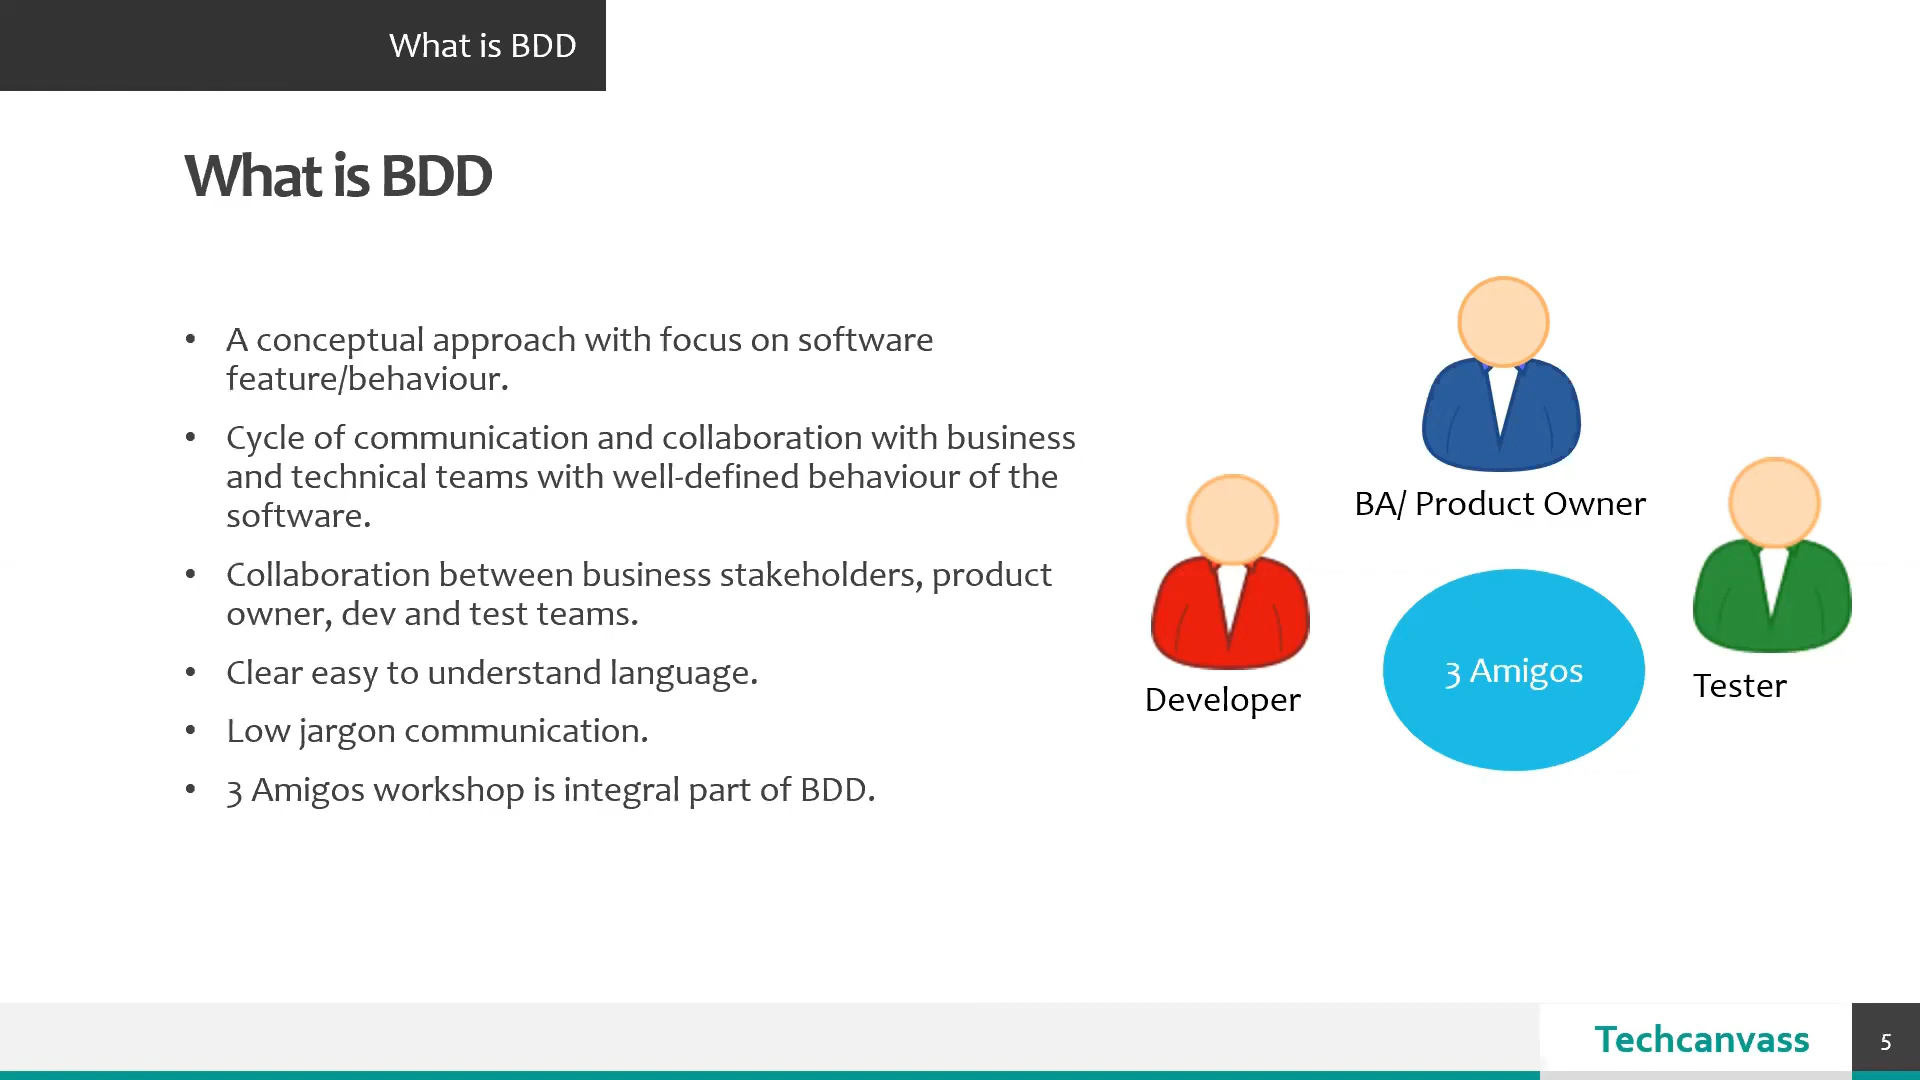 What is BDD
What is BDD
• A conceptual approach with focus on software
feature/behaviour.
• Cycle of communication and collaboration with business
and technical teams with well-defined behaviour of the
software.
• Collaboration between business stakeholders, product
owner, dev and test teams.
• Clear easy to understand language.
• Low jargon communication.
• 3 Amigos workshop is integral part of BDD.
BA/ Product Owner
Developer
3 Amigos
Tester
Techcanvass
5